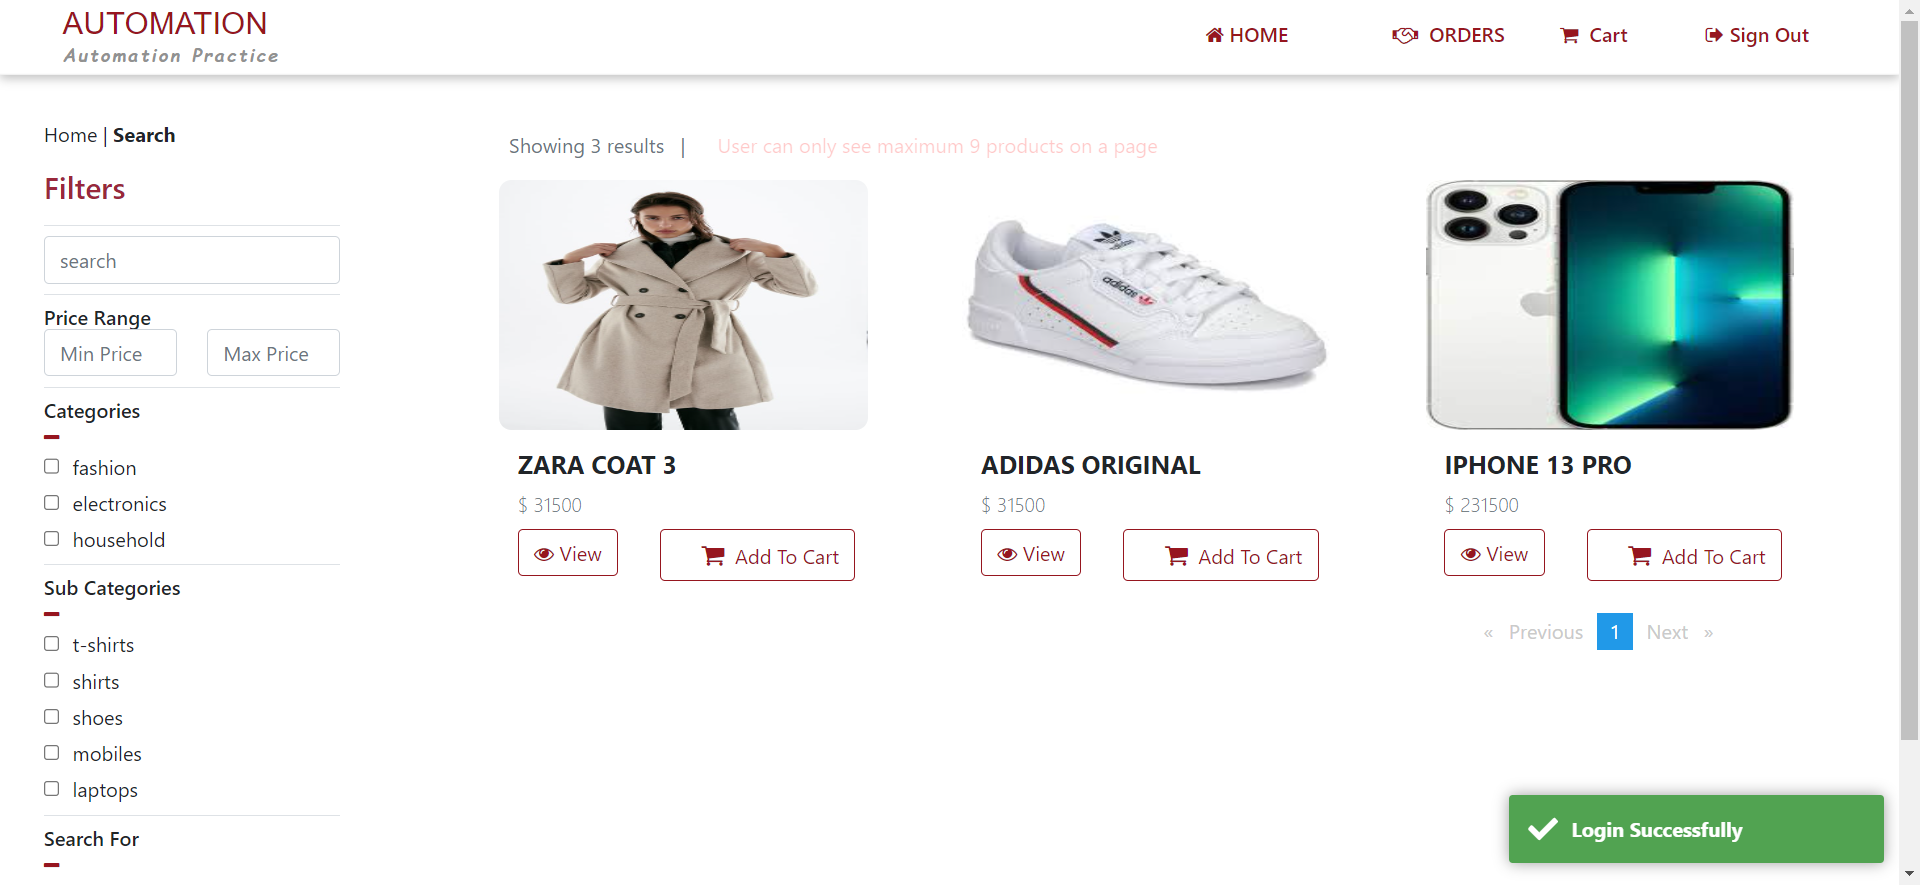 AUTOMATION
Automation Practice
HOME
ORDERS
Cart
Sign Out
Home | Search
Filters
search
Price Range
Min Price
Max Price
Categories
fashion
electronics
household
Sub Categories
t-shirts
shirts
shoes
mobiles
laptops
Search For
Showing 3 results |
User can only see maximum 9 products on a page
adidas
adidas
ZARA COAT 3
$ 31500
View
Add To Cart
ADIDAS ORIGINAL
$ 31500
View
Add To Cart
IPHONE 13 PRO
$ 231500
View
Add To Cart
« Previous 1 Next »
Login Successfully